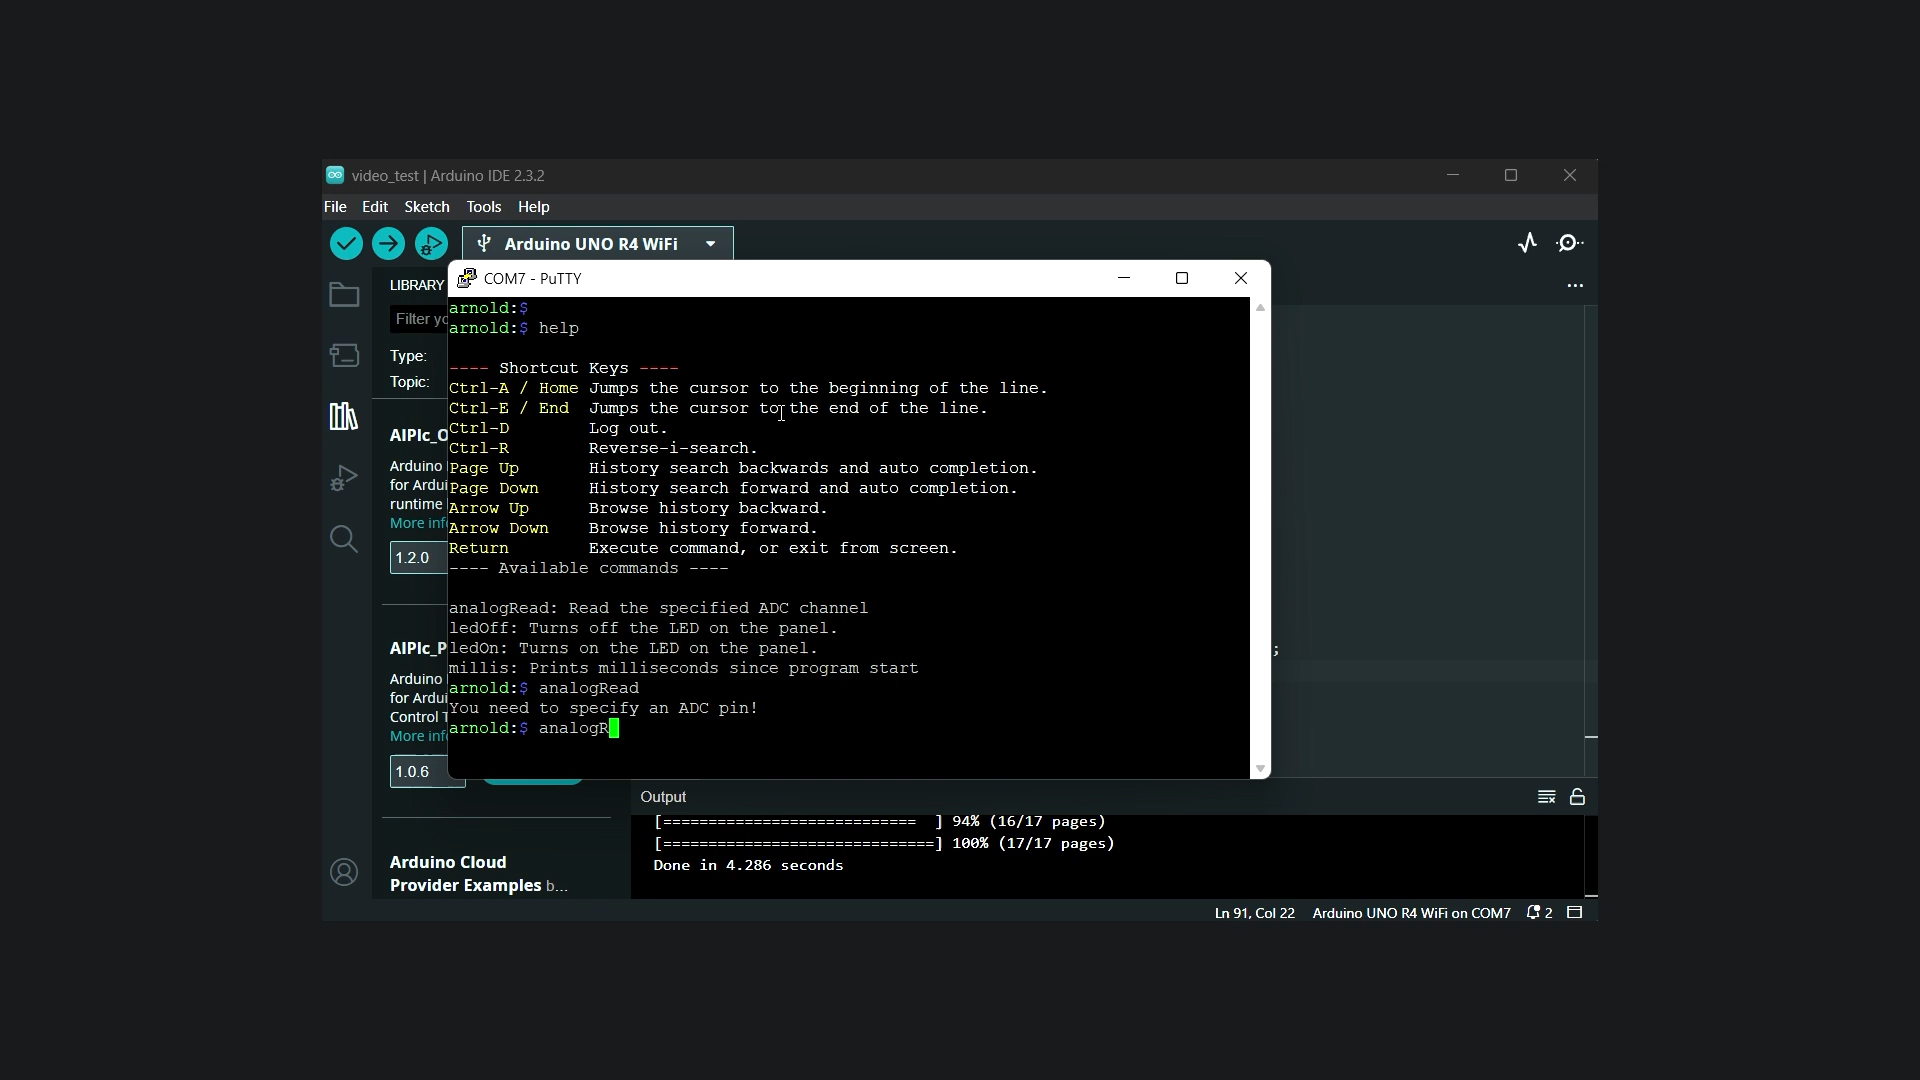 video_test | Arduino IDE 2.3.2
File Edit Sketch Tools Help
Arduino UNO R4 WiFi
LIBRARY
Filter yo
Type:
Topic:
AIPlc_O
Arduino
for Ardui
runtime
More inf
1.2.0
AIPlc_P
Arduino
for Ardui
Control T
More inf
1.0.6
Arduino Cloud
Provider Examples b...
COM7 - PuTTY
arnold:$
arnold:$ help
---- Shortcut Keys ----
Ctrl-A / Home Jumps the cursor to the beginning of the line.
Ctrl-E / End Jumps the cursor to the end of the line.
Ctrl-D Log out.
Ctrl-R Reverse-i-search.
Page Up History search backwards and auto completion.
Page Down History search forward and auto completion.
Arrow Up Browse history backward.
Arrow Down Browse history forward.
Return Execute command, or exit from screen.
---- Available commands ----
analogRead: Read the specified ADC channel
ledOff: Turns off the LED on the panel.
ledOn: Turns on the LED on the panel.
millis: Prints milliseconds since program start
arnold:$ analogRead
You need to specify an ADC pin!
arnold:$ analogR
;
Output
[============================ ] 94% (16/17 pages)
[==============================] 100% (17/17 pages)
Done in 4.286 seconds
Ln 91, Col 22 Arduino UNO R4 WiFi on COM7 2